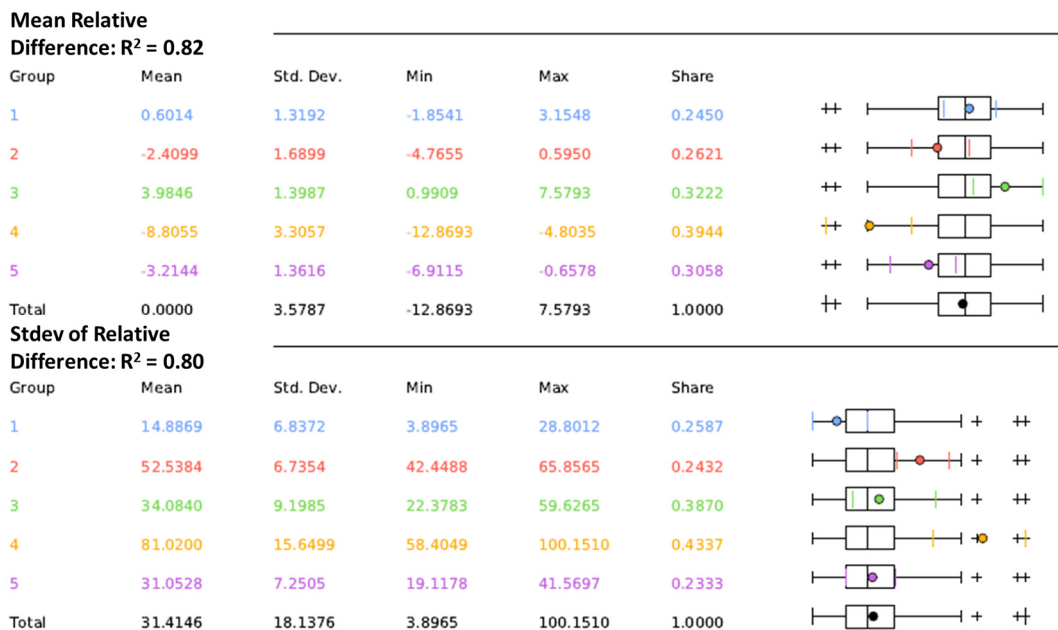 Mean Relative
Difference: R² = 0.82
Group Mean Std. Dev. Min Max Share
1 0.6014 1.3192 -1.8541 3.1548 0.2450
2 -2.4099 1.6899 -4.7655 0.5950 0.2621
3 3.9846 1.3987 0.9909 7.5793 0.3222
4 -8.8055 3.3057 -12.8693 -4.8035 0.3944
5 -3.2144 1.3616 -6.9115 -0.6578 0.3058
Total 0.0000 3.5787 -12.8693 7.5793 1.0000
Stdev of Relative
Difference: R² = 0.80
Group Mean Std. Dev. Min Max Share
1 14.8869 6.8372 3.8965 28.8012 0.2587
2 52.5384 6.7354 42.4488 65.8565 0.2432
3 34.0840 9.1985 22.3783 59.6265 0.3870
4 81.0200 15.6499 58.4049 100.1510 0.4337
5 31.0528 7.2505 19.1178 41.5697 0.2333
Total 31.4146 18.1376 3.8965 100.1510 1.0000